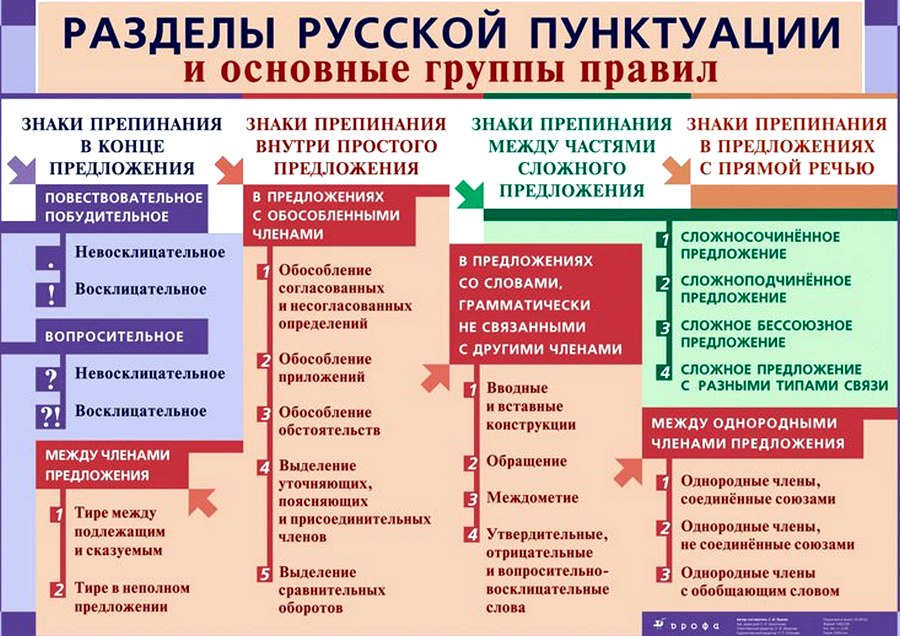 РАЗДЕЛЫ РУССКОЙ ПУНКТУАЦИИ
и основные группы правил
ЗНАКИ ПРЕПИНАНИЯ
В КОНЦЕ
ПРЕДЛОЖЕНИЯ
ПОВЕСТВОВАТЕЛЬНОЕ
ПОБУДИТЕЛЬНОЕ
. Невосклицательное
! Восклицательное
ВОПРОСИТЕЛЬНОЕ
? Невосклицательное
?! Восклицательное
МЕЖДУ ЧЛЕНАМИ
ПРЕДЛОЖЕНИЯ
1 Тире между
подлежащим
и сказуемым
2 Тире в неполном
предложении
ЗНАКИ ПРЕПИНАНИЯ
ВНУТРИ ПРОСТОГО
ПРЕДЛОЖЕНИЯ
В ПРЕДЛОЖЕНИЯХ
С ОБОСОБЛЕННЫМИ
ЧЛЕНАМИ
1 Обособление
согласованных
и несогласованных
определений
2 Обособление
приложений
3 Обособление
обстоятельств
4 Выделение
уточняющих,
поясняющих
и присоединительных
членов
5 Выделение
сравнительных
оборотов
ЗНАКИ ПРЕПИНАНИЯ
МЕЖДУ ЧАСТЯМИ
СЛОЖНОГО
ПРЕДЛОЖЕНИЯ
В ПРЕДЛОЖЕНИЯХ
СО СЛОВАМИ,
ГРАММАТИЧЕСКИ
НЕ СВЯЗАННЫМИ
С ДРУГИМИ ЧЛЕНАМИ
1 Вводные
и вставные
конструкции
2 Обращение
3 Междометие
4 Утвердительные,
отрицательные
и вопросительно-
восклицательные
слова
ЗНАКИ ПРЕПИНАНИЯ
В ПРЕДЛОЖЕНИЯХ
С ПРЯМОЙ РЕЧЬЮ
1 СЛОЖНОСОЧИНЁННОЕ
ПРЕДЛОЖЕНИЕ
2 СЛОЖНОПОДЧИНЁННОЕ
ПРЕДЛОЖЕНИЕ
3 СЛОЖНОЕ БЕССОЮЗНОЕ
ПРЕДЛОЖЕНИЕ
4 СЛОЖНОЕ ПРЕДЛОЖЕНИЕ
С РАЗНЫМИ ТИПАМИ СВЯЗИ
МЕЖДУ ОДНОРОДНЫМИ
ЧЛЕНАМИ ПРЕДЛОЖЕНИЯ
1 Однородные члены,
соединённые союзами
2 Однородные члены,
не соединённые союзами
3 Однородные члены
с обобщающим словом
дрофа